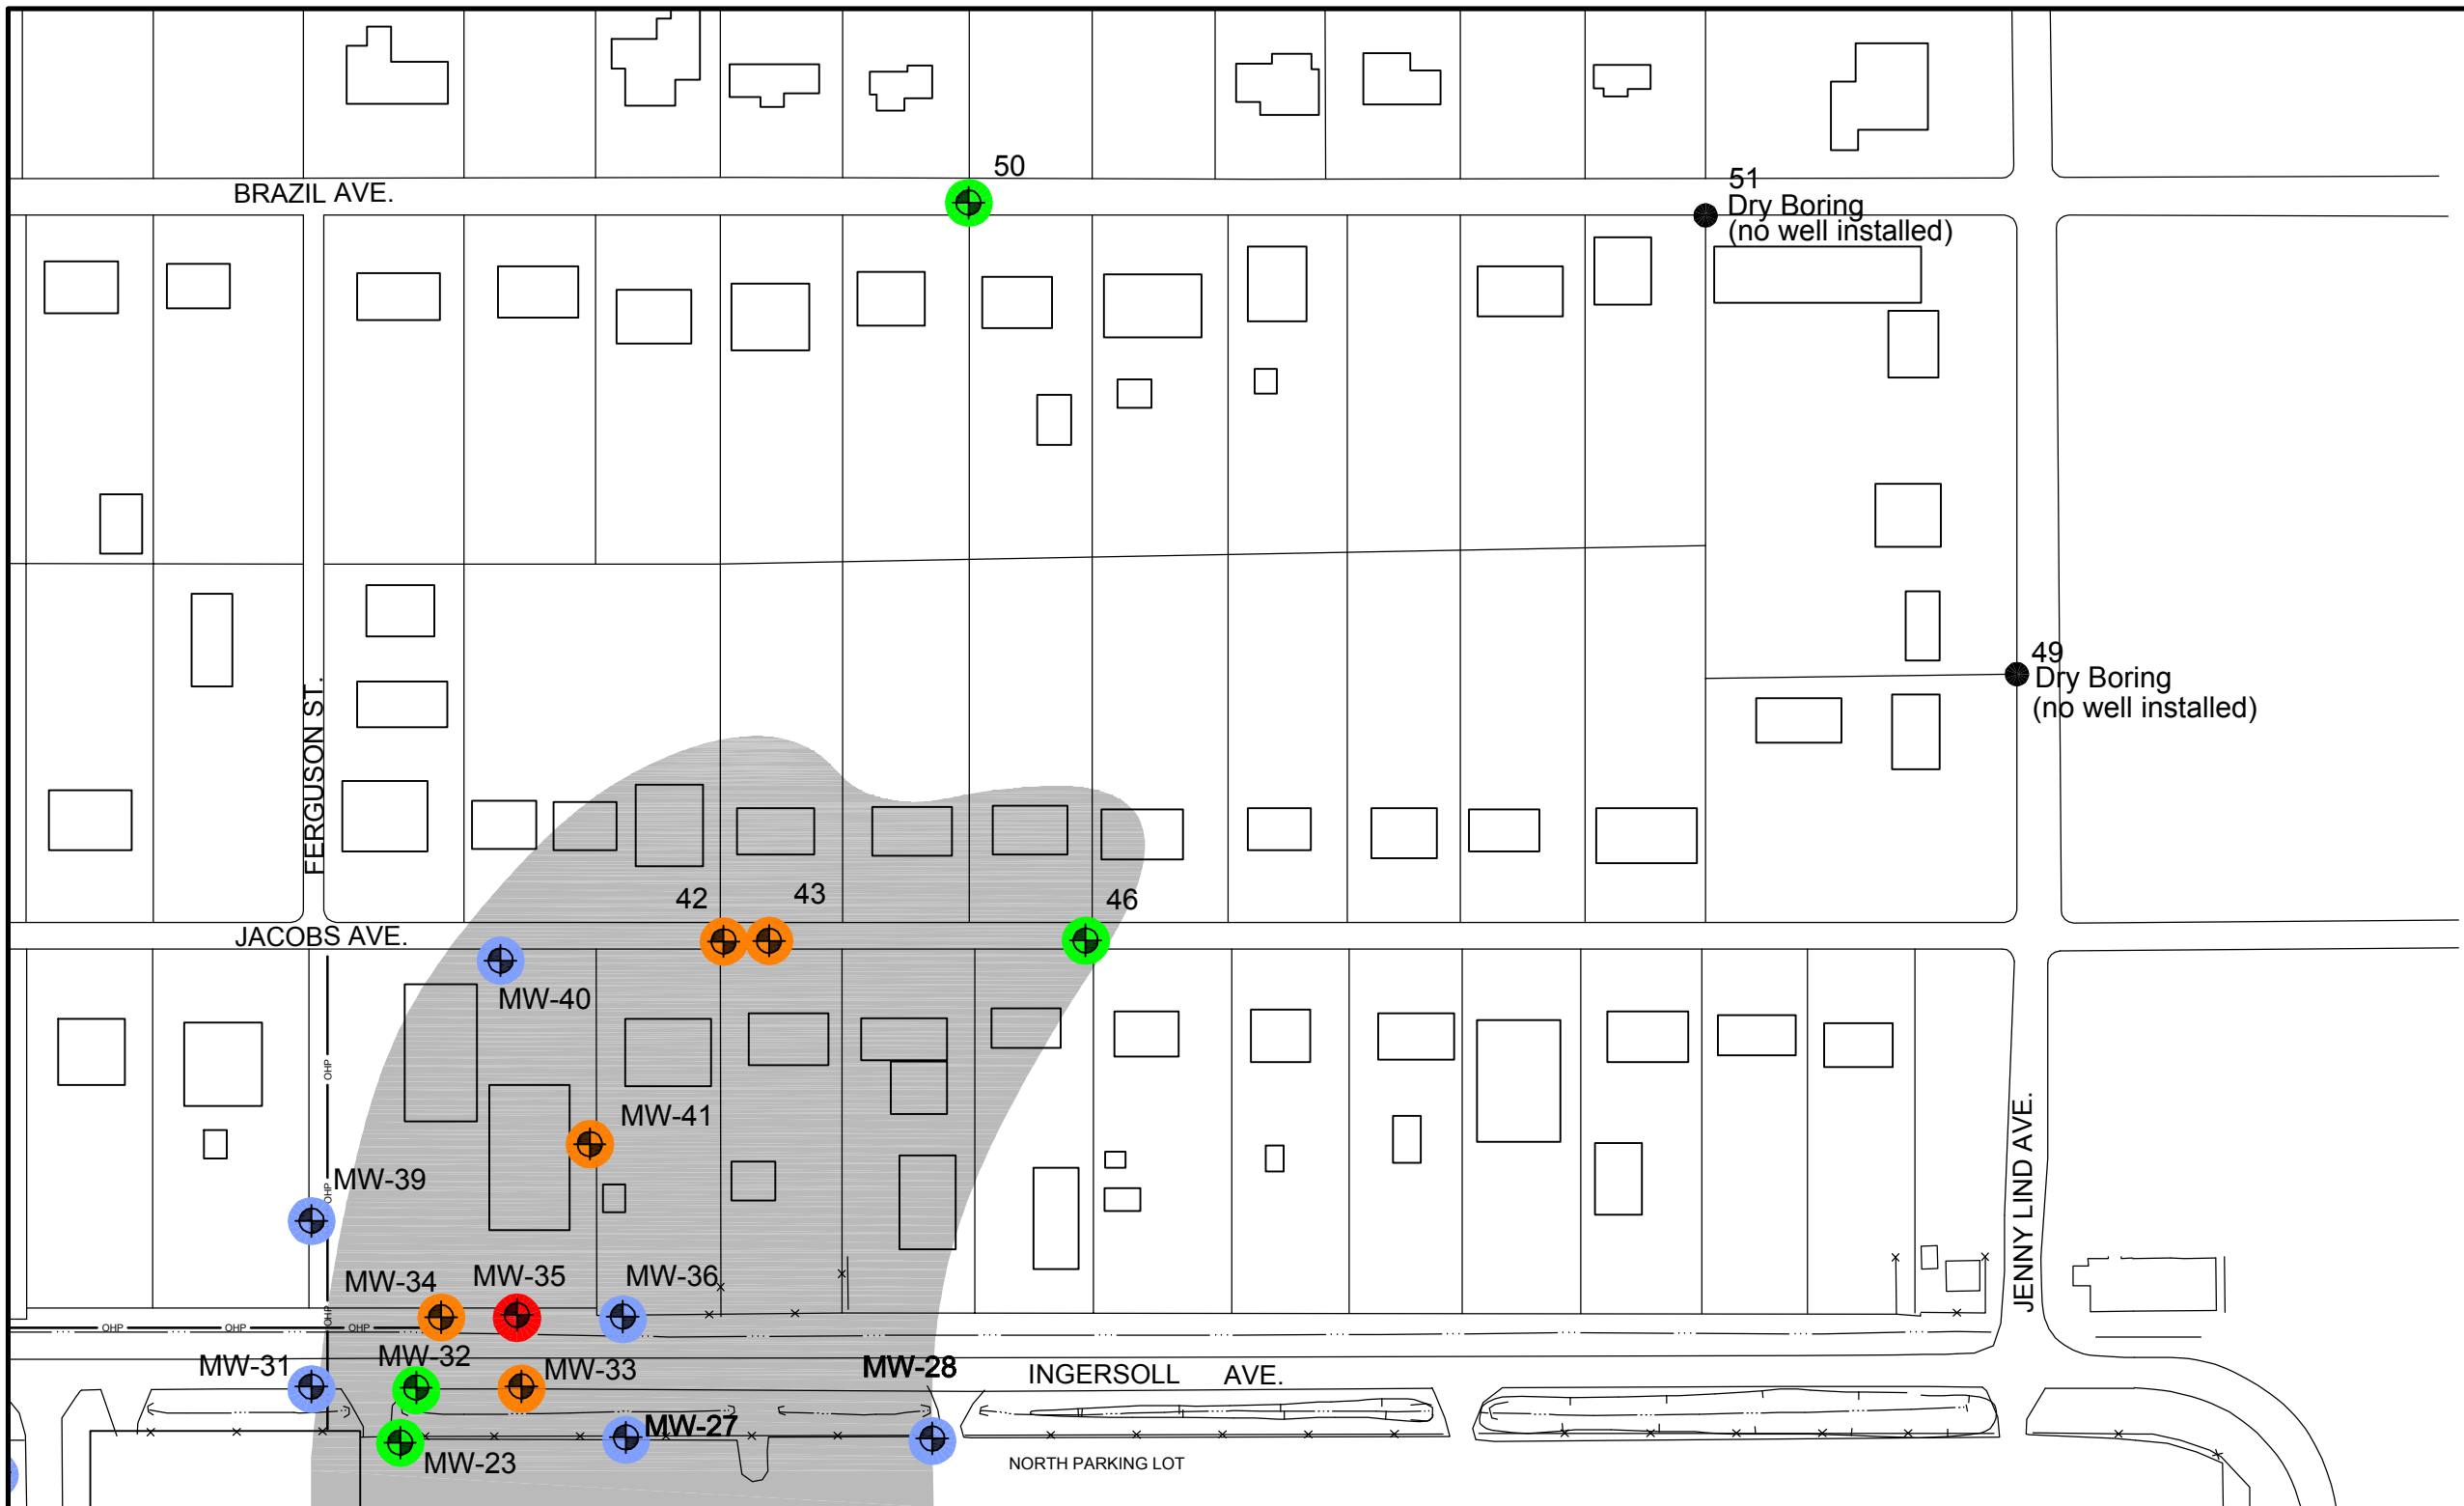 50
BRAZIL AVE.
51
Dry Boring
(no well installed)
49
Dry Boring
(no well installed)
FERGUSON ST.
42
43
46
JACOBS AVE.
MW-40
OHP
MW-41
MW-39
OHP
JENNY LIND AVE.
MW-34
MW-35
MW-36
OHP
OHP
OHP
OHP
MW-31
MW-32
MW-33
MW-28
INGERSOLL AVE.
MW-27
MW-23
NORTH PARKING LOT